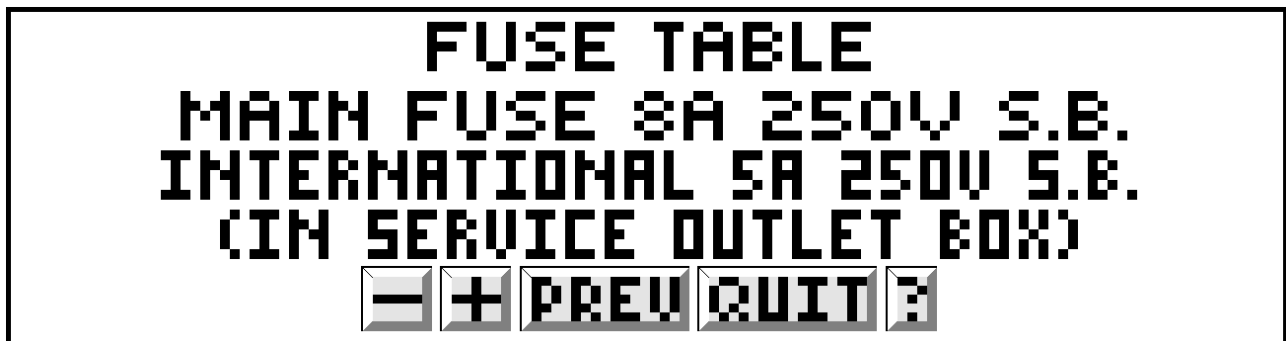 FUSE TABLE
MAIN FUSE 8A 250V S.B.
INTERNATIONAL 5A 250V S.B.
(IN SERVICE OUTLET BOX)
- + PREV QUIT ?